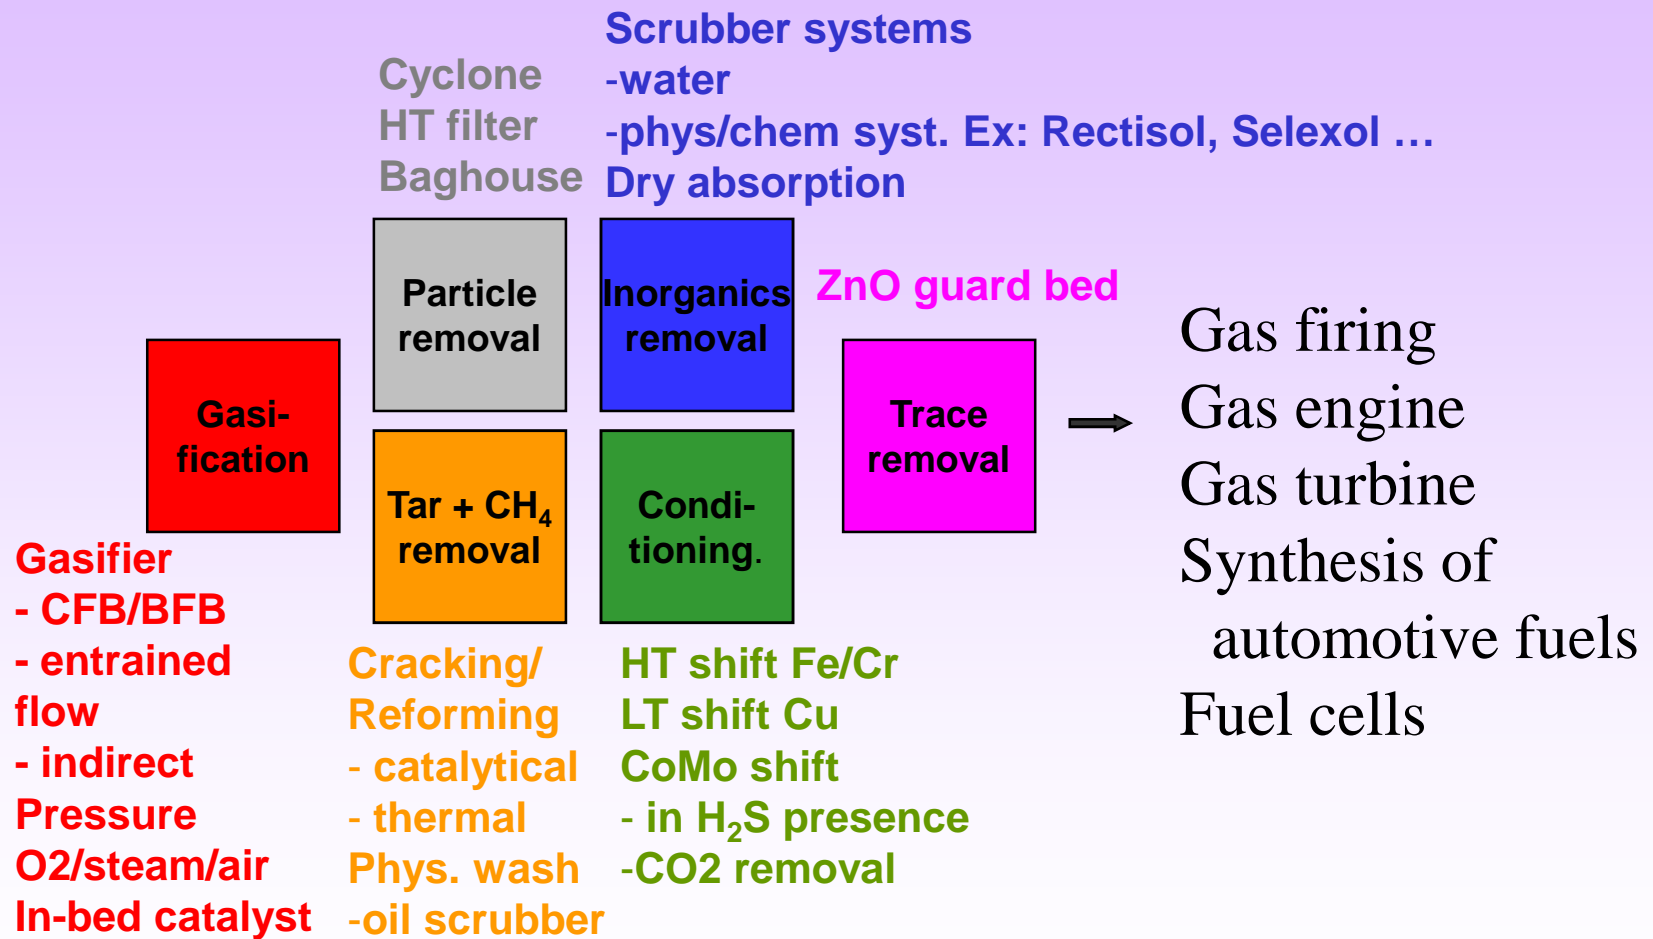 Scrubber systems
-water
-phys/chem syst. Ex: Rectisol, Selexol …
Dry absorption
Cyclone
HT filter
Baghouse
Particle
removal
Inorganics
removal
ZnO guard bed
Gasi-
fication
Tar + CH₄
removal
Condi-
tioning.
Trace
removal
Gas firing
Gas engine
Gas turbine
Synthesis of
automotive fuels
Fuel cells
Gasifier
- CFB/BFB
- entrained
flow
- indirect
Pressure
O2/steam/air
In-bed catalyst
Cracking/
Reforming
- catalytical
- thermal
Phys. wash
-oil scrubber
HT shift Fe/Cr
LT shift Cu
CoMo shift
- in H₂S presence
-CO2 removal